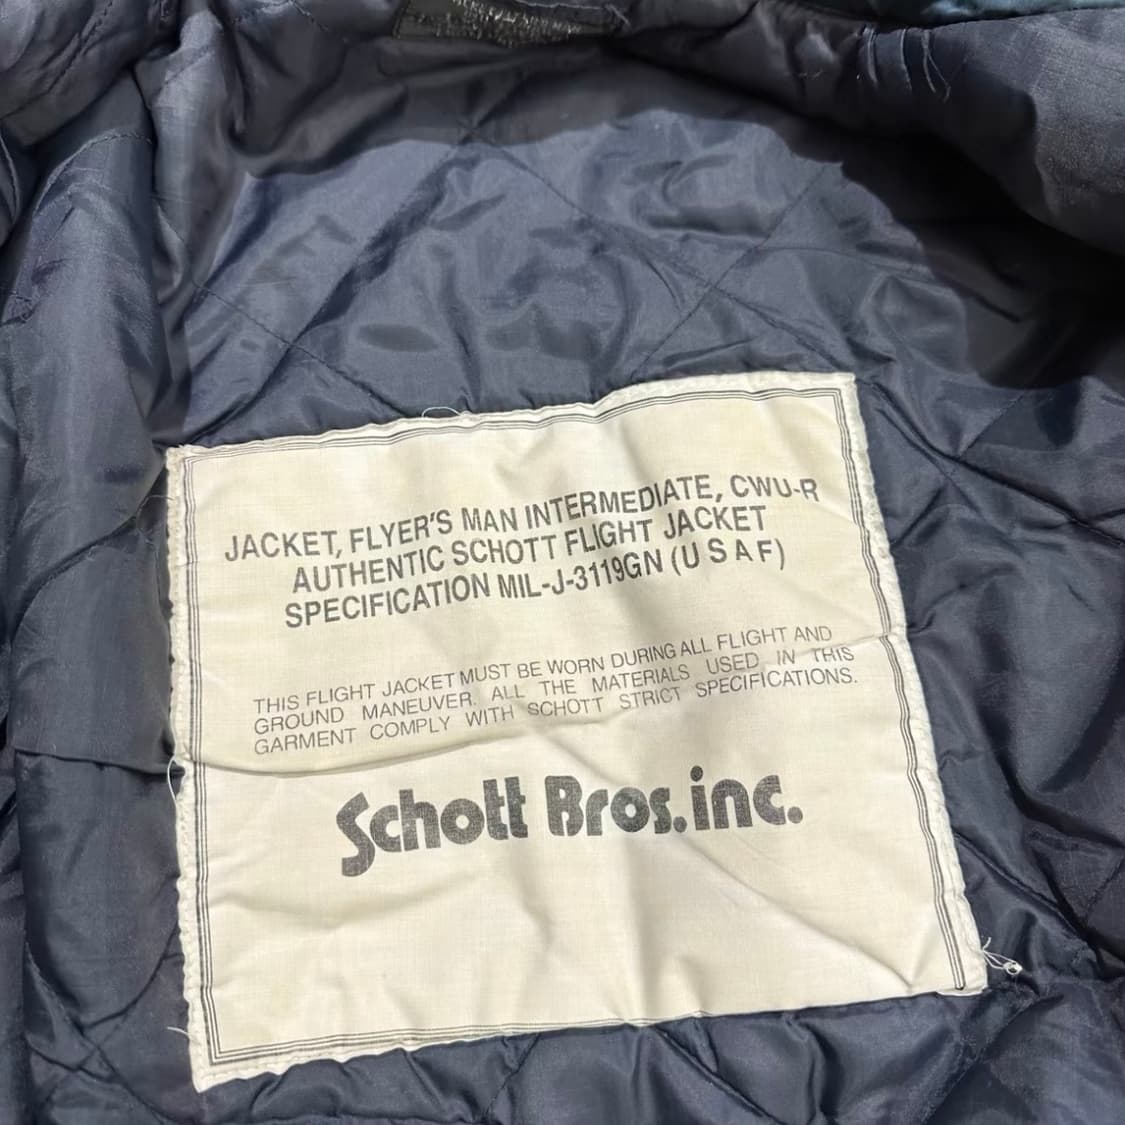 JACKET, FLYER'S MAN INTERMEDIATE, CWU-R
AUTHENTIC SCHOTT FLIGHT JACKET
SPECIFICATION MIL-J-3119GN (U S A F)
THIS FLIGHT JACKET MUST BE WORN DURING ALL FLIGHT AND
GROUND MANEUVER. ALL THE MATERIALS USED IN THIS
GARMENT COMPLY WITH SCHOTT STRICT SPECIFICATIONS.
Schott Bros. inc.